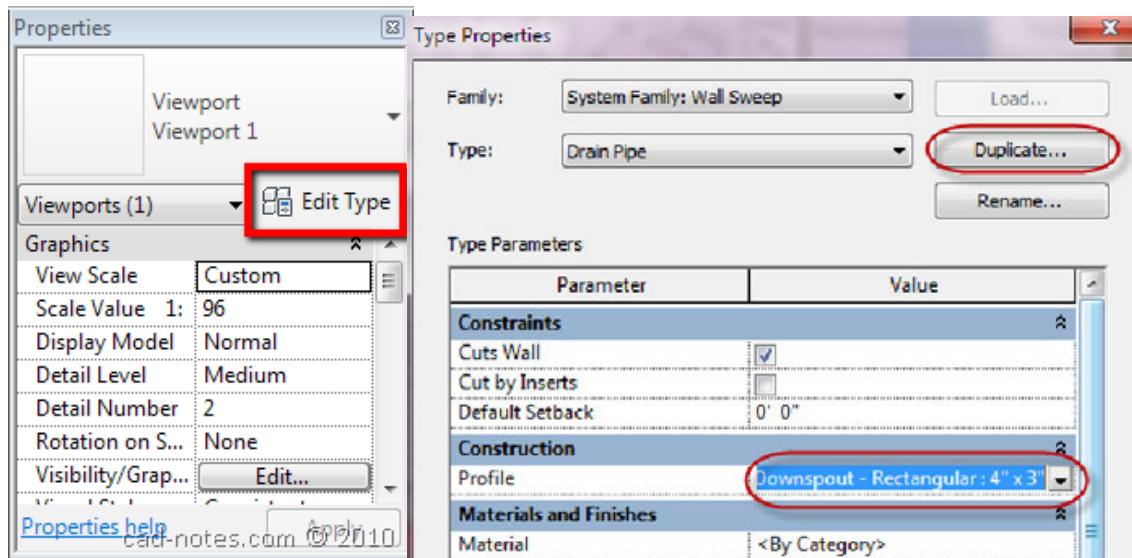 Properties
Viewport
Viewport 1
Viewports (1)
Edit Type
Graphics
View Scale Custom
Scale Value 1: 96
Display Model Normal
Detail Level Medium
Detail Number 2
Rotation on S... None
Visibility/Grap... Edit...
Properties help Apply
cad-notes.com © 2010
Type Properties
Family: System Family: Wall Sweep Load...
Type: Drain Pipe Duplicate...
Rename...
Type Parameters
Parameter Value
Constraints
Cuts Wall
Cut by Inserts
Default Setback 0' 0"
Construction
Profile Downspout - Rectangular : 4" x 3"
Materials and Finishes
Material <By Category>